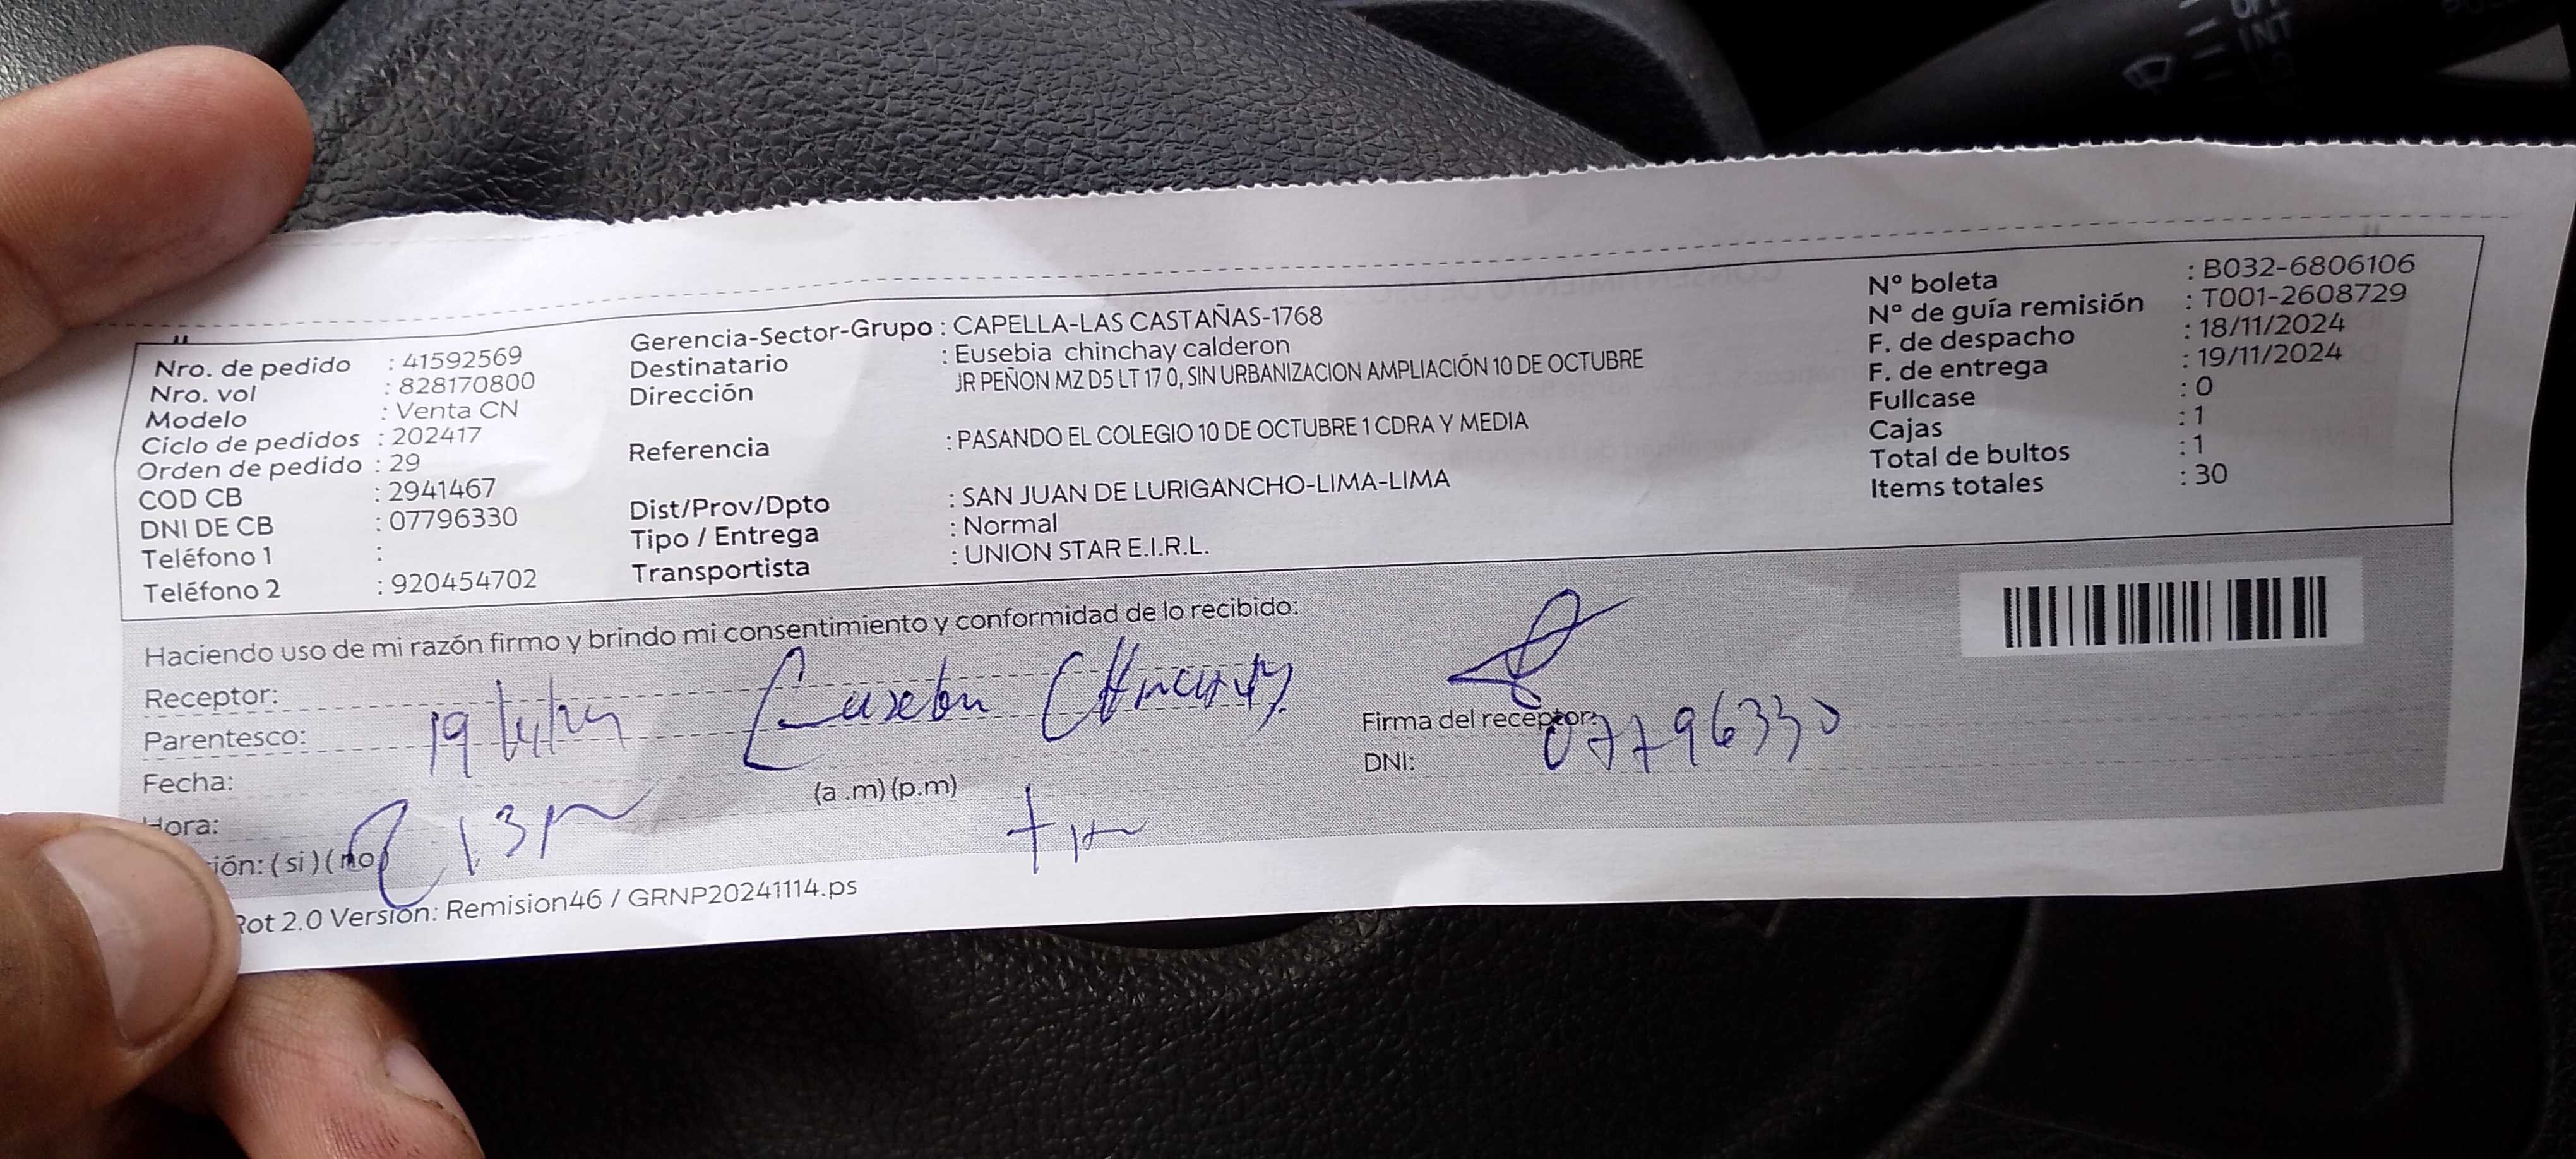 Nro. de pedido : 41592569
Nro. vol : 828170800
Modelo : Venta CN
Ciclo de pedidos : 202417
Orden de pedido : 29
COD CB : 2941467
DNI DE CB : 07796330
Teléfono 1 :
Teléfono 2 : 920454702
Gerencia-Sector-Grupo : CAPELLA-LAS CASTAÑAS-1768
Destinatario : Eusebia chinchay calderon
Dirección JR PEÑON MZ D5 LT 17 0, SIN URBANIZACION AMPLIACIÓN 10 DE OCTUBRE
Referencia : PASANDO EL COLEGIO 10 DE OCTUBRE 1 CDRA Y MEDIA
Dist/Prov/Dpto : SAN JUAN DE LURIGANCHO-LIMA-LIMA
Tipo / Entrega : Normal
Transportista : UNION STAR E.I.R.L.
Nº boleta : B032-6806106
Nº de guía remisión : T001-2608729
F. de despacho : 18/11/2024
F. de entrega : 19/11/2024
Fullcase : 0
Cajas : 1
Total de bultos : 1
Items totales : 30
Haciendo uso de mi razón firmo y brindo mi consentimiento y conformidad de lo recibido:
Receptor:
Parentesco:
Fecha:
Hora: (a .m) (p.m)
ión: ( si ) ( no )
Firma del receptor:
DNI: 07796330
Rot 2.0 Versión: Remision46 / GRNP20241114.ps